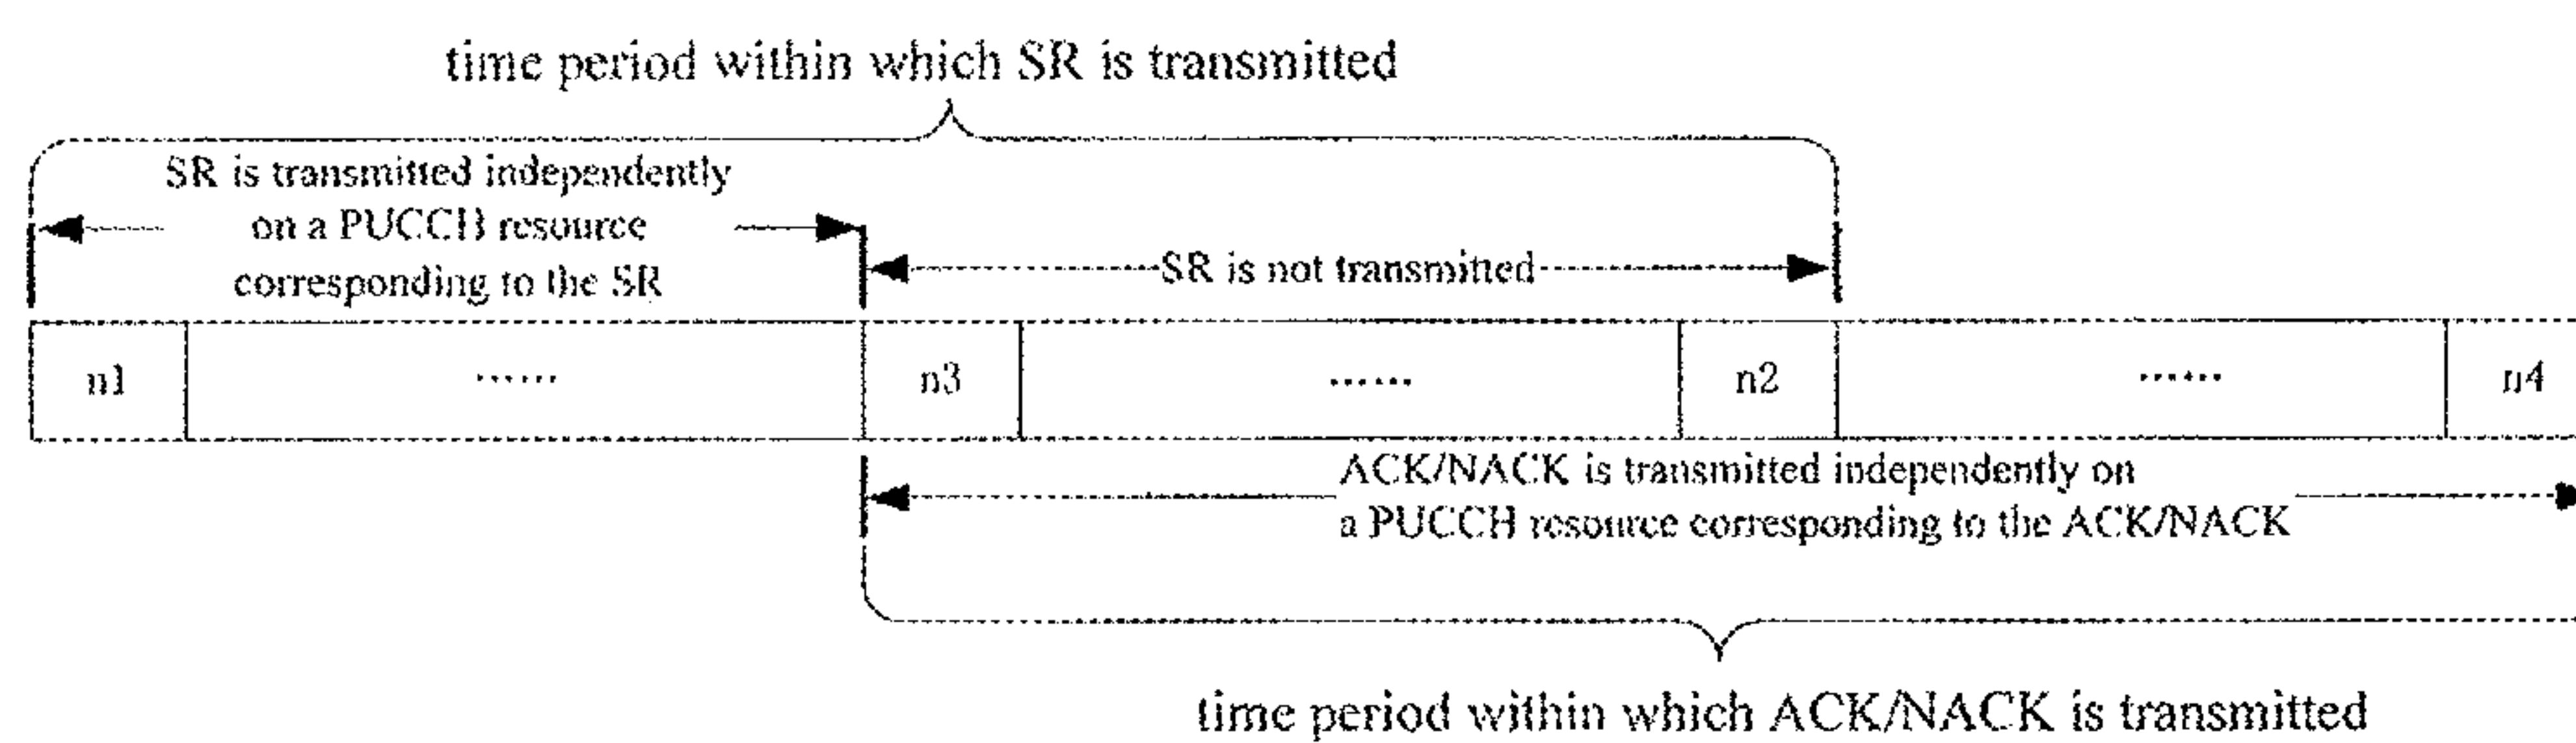 time period within which SR is transmitted
SR is transmitted independently
on a PUCCH resource
corresponding to the SR
SR is not transmitted
n1
......
n3
......
n2
......
n4
ACK/NACK is transmitted independently on
a PUCCH resource corresponding to the ACK/NACK
time period within which ACK/NACK is transmitted